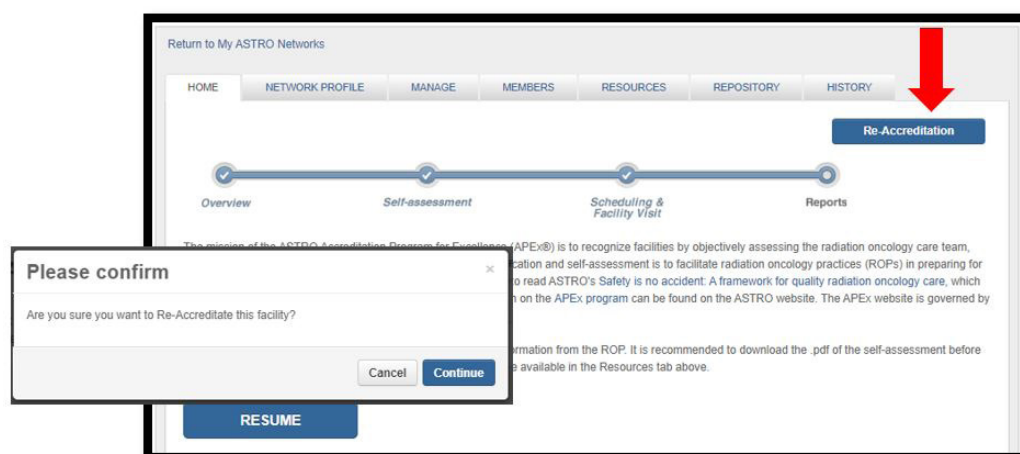 Return to My ASTRO Networks
HOME NETWORK PROFILE MANAGE MEMBERS RESOURCES REPOSITORY HISTORY
Re-Accreditation
Overview Self-assessment Scheduling & Reports
Facility Visit
The mission of the ASTRO Accreditation Program for Excellence (APEx®) is to recognize facilities by objectively assessing the radiation oncology care team,
cation and self-assessment is to facilitate radiation oncology practices (ROPs) in preparing for
to read ASTRO's Safety is no accident: A framework for quality radiation oncology care, which
on the APEx program can be found on the ASTRO website. The APEx website is governed by
ormation from the ROP. It is recommended to download the .pdf of the self-assessment before
available in the Resources tab above.
Please confirm ×
Are you sure you want to Re-Accreditate this facility?
Cancel Continue
RESUME